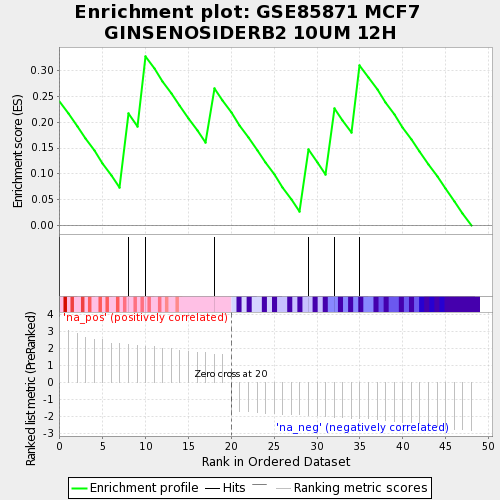 Enrichment plot: GSE85871 MCF7
GINSENOSIDERB2 10UM 12H
Enrichment score (ES)
0.30
0.25
0.20
0.15
0.10
0.05
0.00
Ranked list metric (PreRanked)
4
3
2
1
0
-1
-2
-3
'na_pos' (positively correlated)
Zero cross at 20
'na_neg' (negatively correlated)
0 5 10 15 20 25 30 35 40 45 50
Rank in Ordered Dataset
Enrichment profile Hits Ranking metric scores